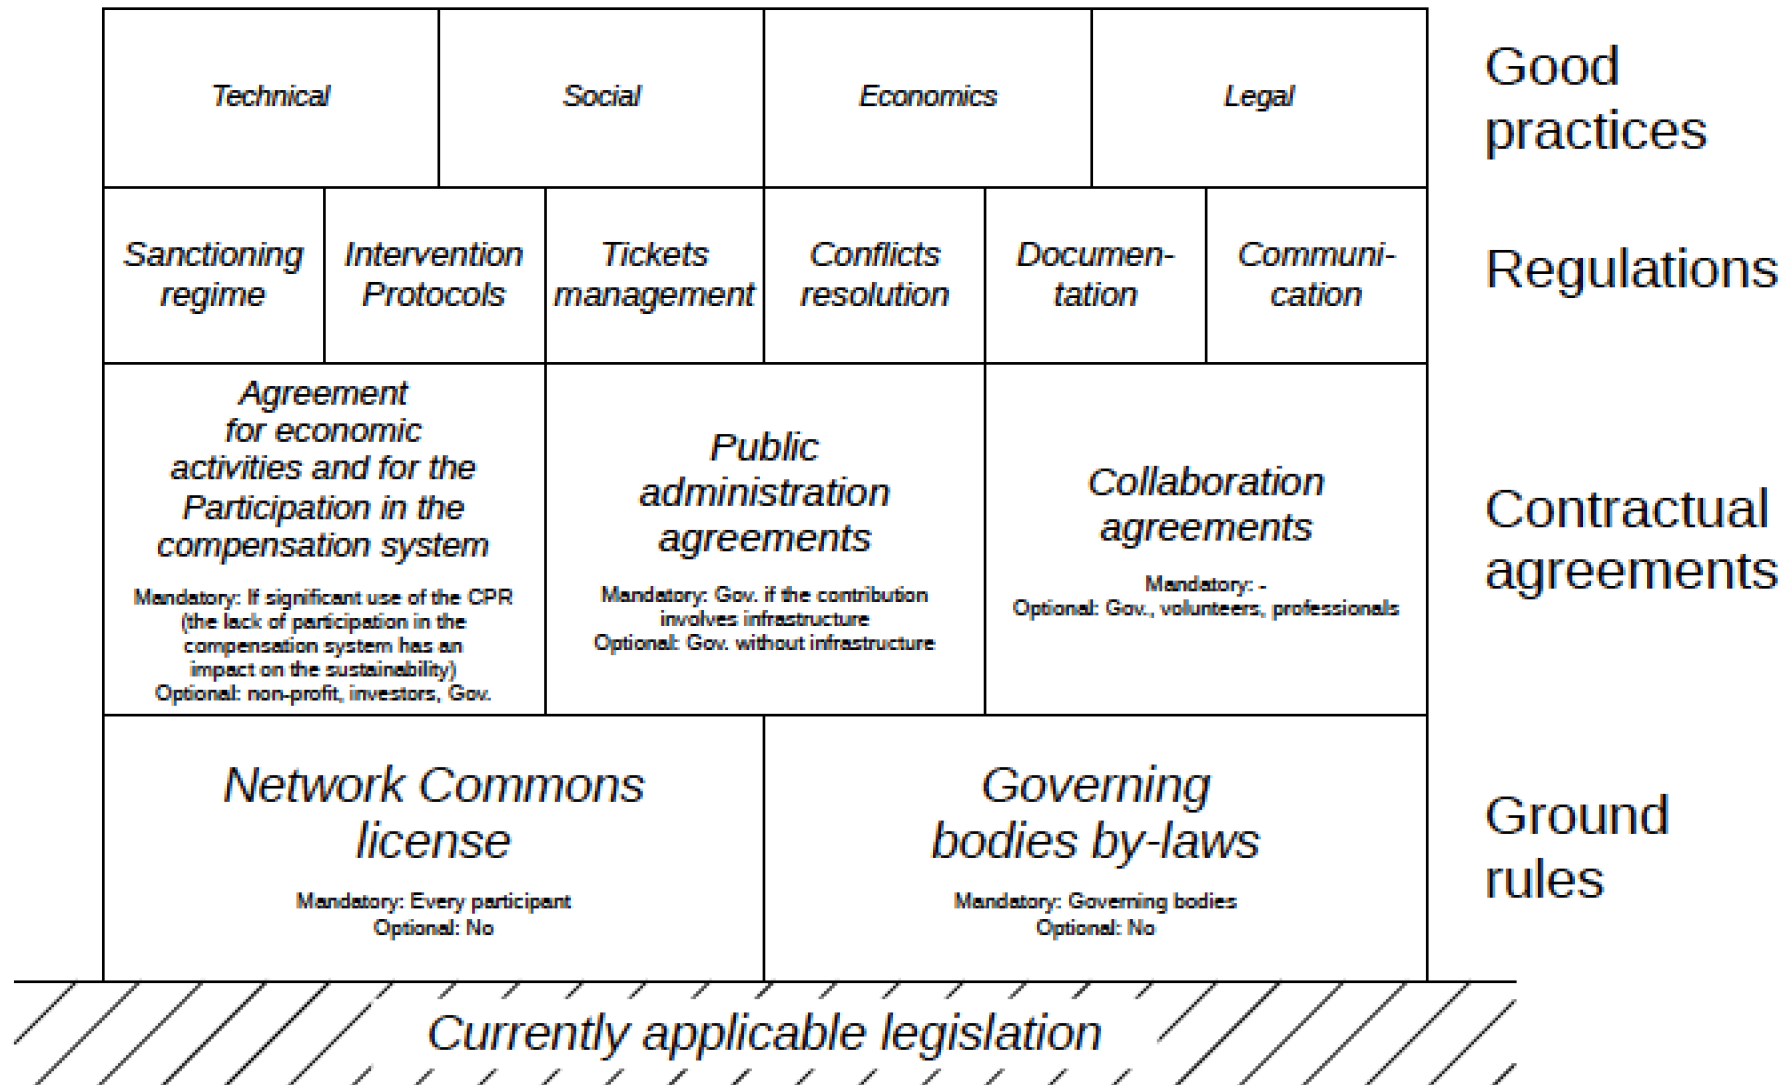 Technical
Social
Economics
Legal
Good
practices
Sanctioning
regime
Intervention
Protocols
Tickets
management
Conflicts
resolution
Documen-
tation
Communi-
cation
Regulations
Agreement
for economic
activities and for the
Participation in the
compensation system
Mandatory: If significant use of the CPR
(the lack of participation in the
compensation system has an
impact on the sustainability)
Optional: non-profit, investors, Gov.
Public
administration
agreements
Mandatory: Gov. if the contribution
involves infrastructure
Optional: Gov. without infrastructure
Collaboration
agreements
Mandatory: -
Optional: Gov., volunteers, professionals
Contractual
agreements
Network Commons
license
Mandatory: Every participant
Optional: No
Governing
bodies by-laws
Mandatory: Governing bodies
Optional: No
Ground
rules
Currently applicable legislation